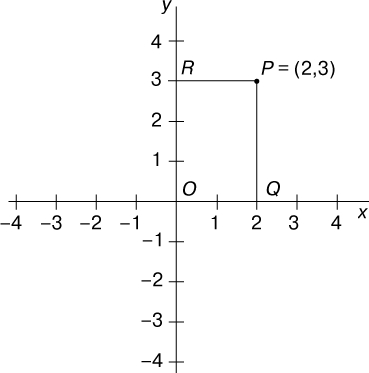 y
4
R
P = (2,3)
3
2
1
O
Q
x
–4 –3 –2 –1 1 2 3 4
–1
–2
–3
–4